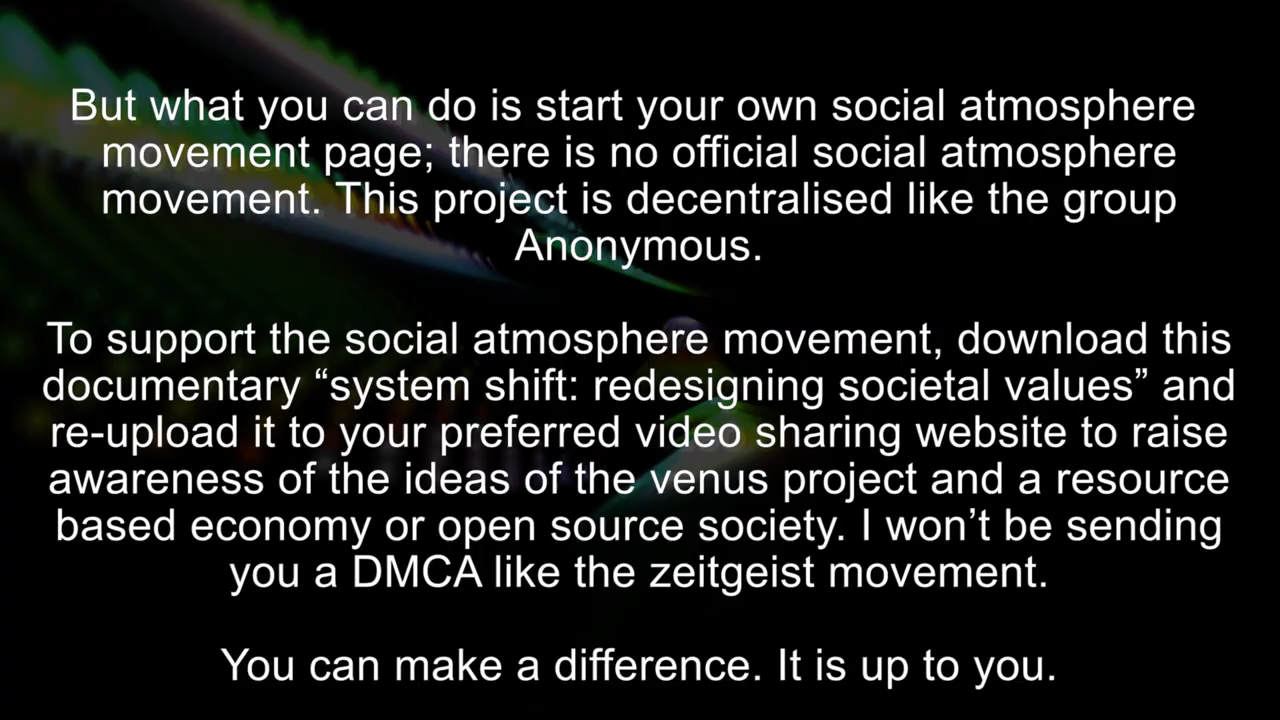 But what you can do is start your own social atmosphere
movement page; there is no official social atmosphere
movement. This project is decentralised like the group
Anonymous.
To support the social atmosphere movement, download this
documentary “system shift: redesigning societal values” and
re-upload it to your preferred video sharing website to raise
awareness of the ideas of the venus project and a resource
based economy or open source society. I won’t be sending
you a DMCA like the zeitgeist movement.
You can make a difference. It is up to you.